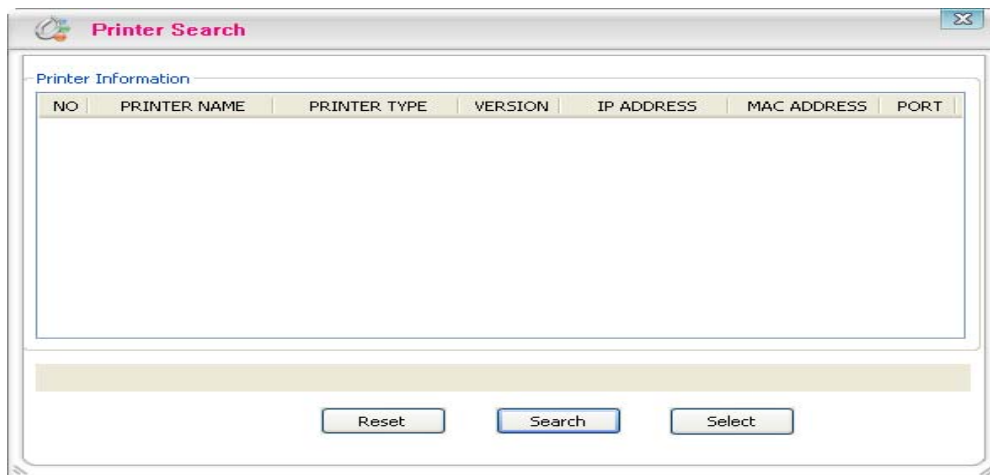 Printer Search
Printer Information
NO PRINTER NAME PRINTER TYPE VERSION IP ADDRESS MAC ADDRESS PORT
Reset Search Select